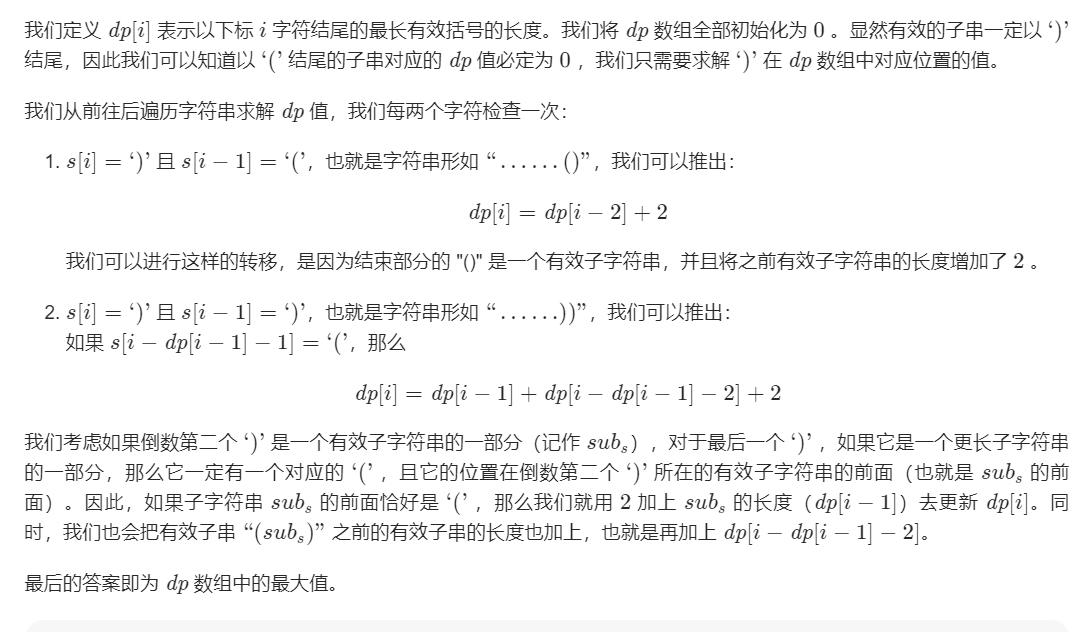 我们定义 dp[i] 表示以下标 i 字符结尾的最长有效括号的长度。我们将 dp 数组全部初始化为 0 。显然有效的子串一定以 ‘)’
结尾，因此我们可以知道以 ‘(’ 结尾的子串对应的 dp 值必定为 0 ，我们只需要求解 ‘)’ 在 dp 数组中对应位置的值。
我们从前往后遍历字符串求解 dp 值，我们每两个字符检查一次：
1. s[i] = ‘)’ 且 s[i − 1] = ‘(’，也就是字符串形如 “……()”，我们可以推出：
dp[i] = dp[i − 2] + 2
我们可以进行这样的转移，是因为结束部分的 "()" 是一个有效子字符串，并且将之前有效子字符串的长度增加了 2 。
2. s[i] = ‘)’ 且 s[i − 1] = ‘)’，也就是字符串形如 “……))”，我们可以推出：
如果 s[i − dp[i − 1] − 1] = ‘(’，那么
dp[i] = dp[i − 1] + dp[i − dp[i − 1] − 2] + 2
我们考虑如果倒数第二个 ‘)’ 是一个有效子字符串的一部分（记作 subₛ），对于最后一个 ‘)’ ，如果它是一个更长子字符串
的一部分，那么它一定有一个对应的 ‘(’ ，且它的位置在倒数第二个 ‘)’ 所在的有效子字符串的前面（也就是 subₛ 的前
面）。因此，如果子字符串 subₛ 的前面恰好是 ‘(’ ，那么我们就用 2 加上 subₛ 的长度（dp[i − 1]）去更新 dp[i]。同
时，我们也会把有效子串 “(subₛ)” 之前的有效子串的长度也加上，也就是再加上 dp[i − dp[i − 1] − 2]。
最后的答案即为 dp 数组中的最大值。